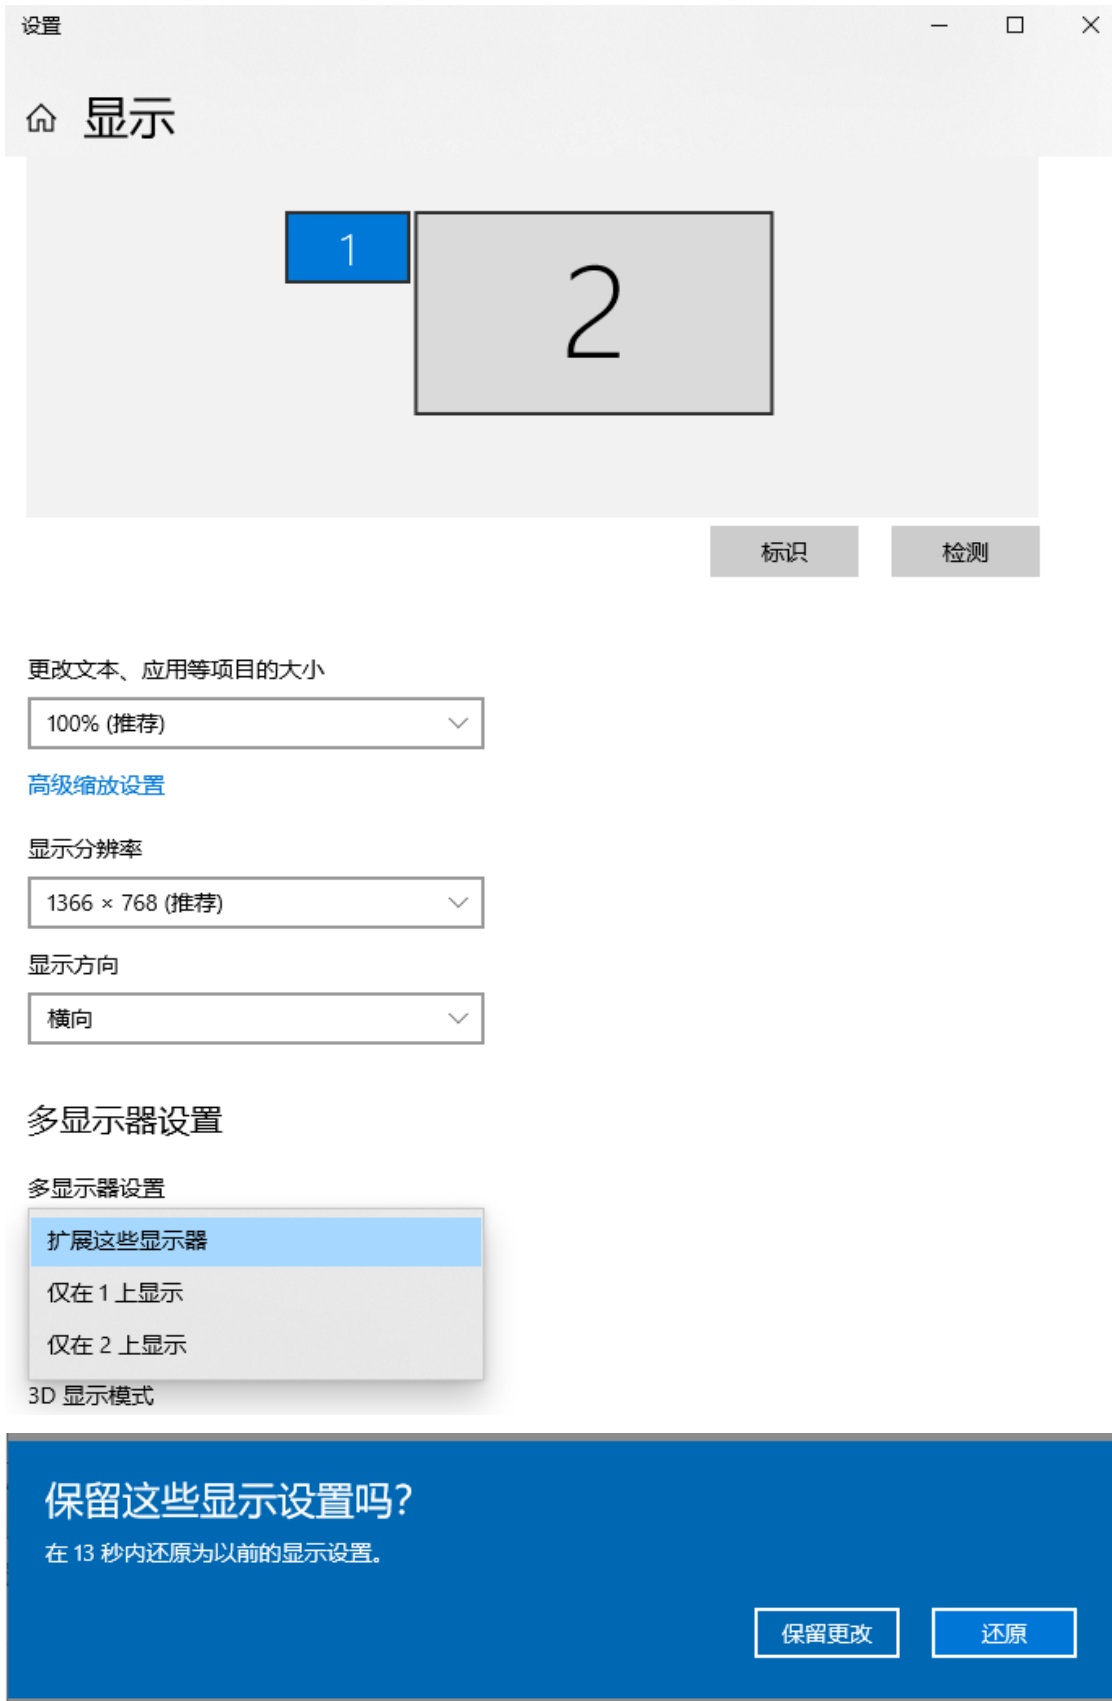 设置
显示
1
2
标识
检测
更改文本、应用等项目的大小
100% (推荐)
高级缩放设置
显示分辨率
1366 × 768 (推荐)
显示方向
横向
多显示器设置
多显示器设置
扩展这些显示器
仅在 1 上显示
仅在 2 上显示
3D 显示模式
保留这些显示设置吗?
在 13 秒内还原为以前的显示设置。
保留更改
还原